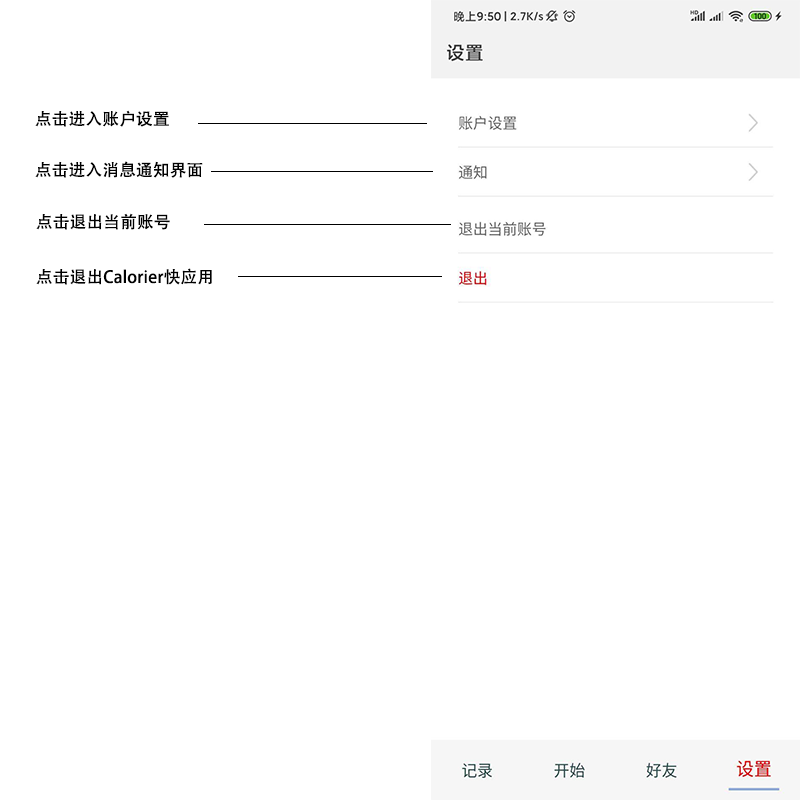 晚上9:50 | 2.7K/s
HD
100
设置
点击进入账户设置
账户设置
点击进入消息通知界面
通知
点击退出当前账号
退出当前账号
点击退出Calorier快应用
退出
记录
开始
好友
设置